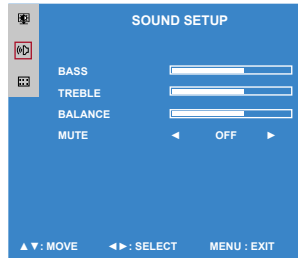 SOUND SETUP
BASS
TREBLE
BALANCE
MUTE ◄ OFF ►
▲▼: MOVE ◄►: SELECT MENU : EXIT